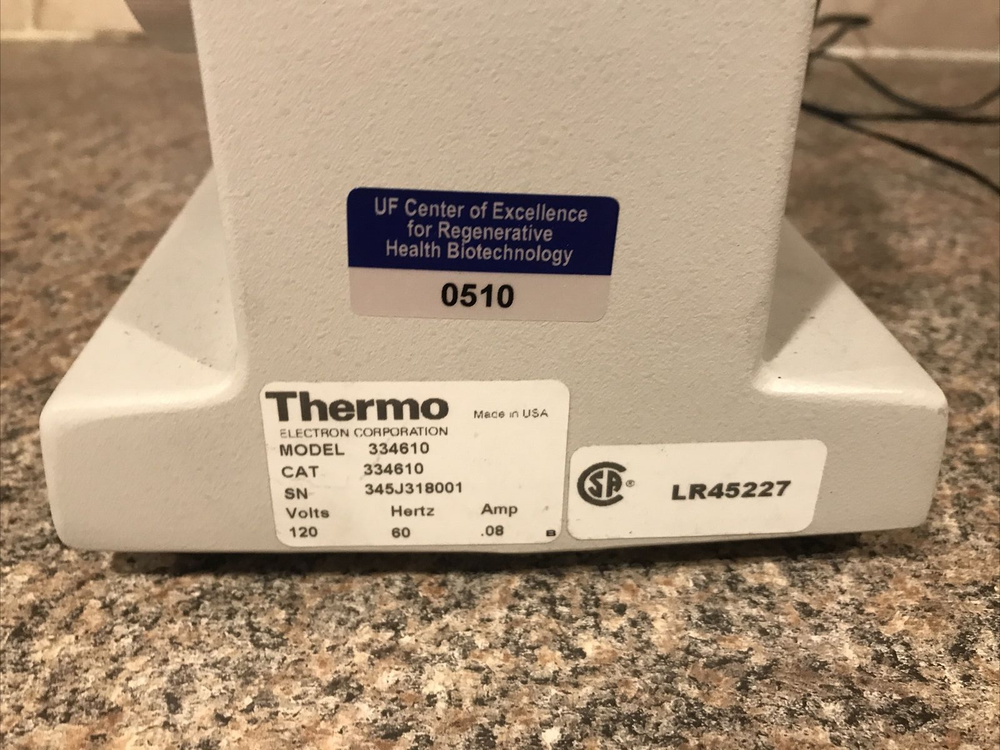 UF Center of Excellence
for Regenerative
Health Biotechnology
0510
Thermo Made in USA
ELECTRON CORPORATION
MODEL 334610
CAT 334610
SN 345J318001
Volts Hertz Amp
120 60 .08 B
SA ® LR45227